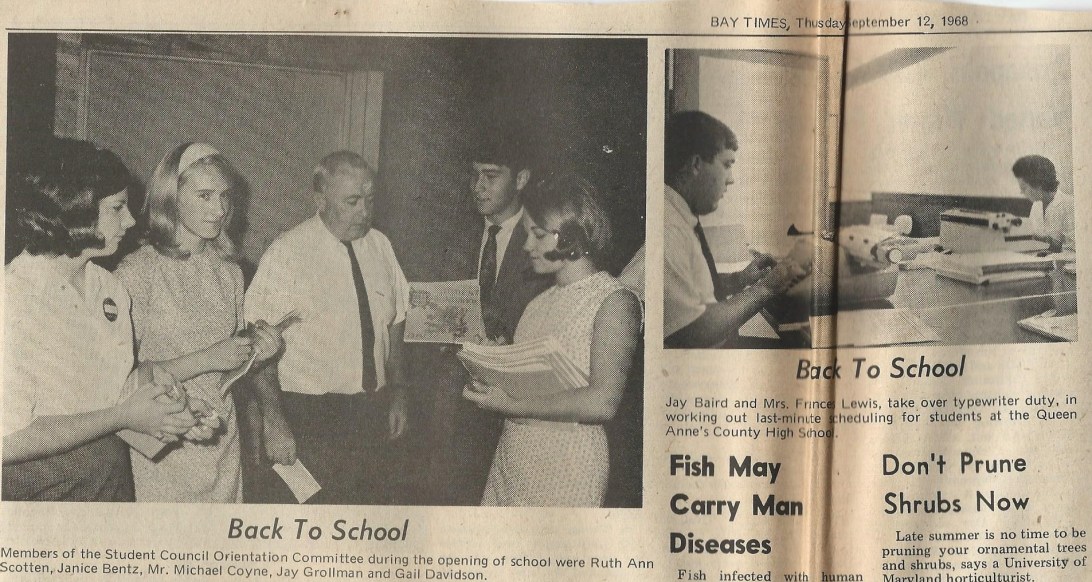 BAY TIMES, Thusday eptember 12, 1968
Back To School
Members of the Student Council Orientation Committee during the opening of school were Ruth Ann
Scotten, Janice Bentz, Mr. Michael Coyne, Jay Grollman and Gail Davidson.
Back To School
Jay Baird and Mrs. Frnces Lewis, take over typewriter duty, in
working out last-minute scheduling for students at the Queen
Anne's County High School.
Fish May
Carry Man
Diseases
Fish infected with human
Don't Prune
Shrubs Now
Late summer is no time to be
pruning your ornamental trees
and shrubs, says a University of
Maryland horticulturist.